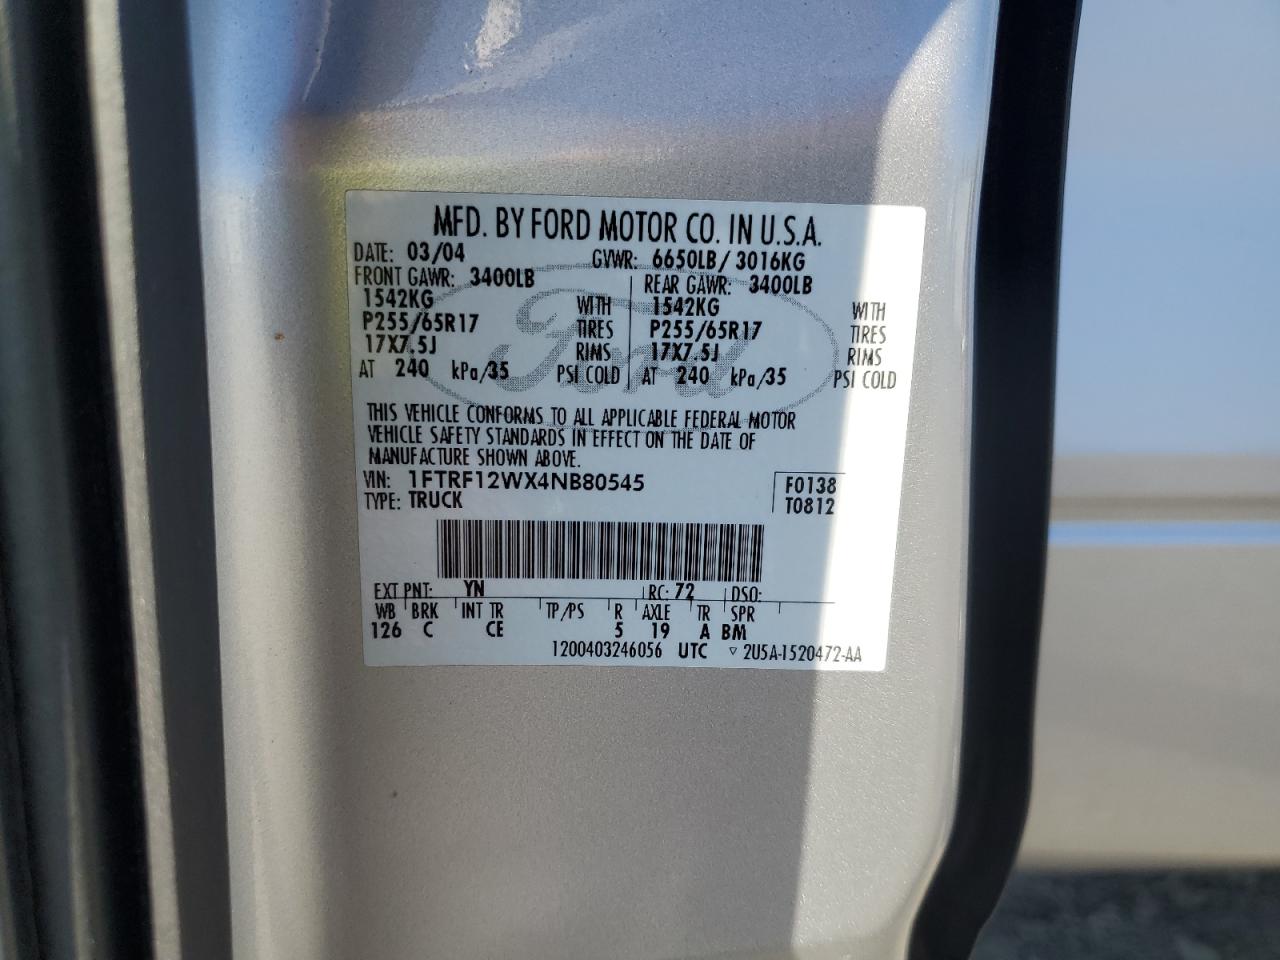 MFD. BY FORD MOTOR CO. IN U.S.A.
DATE: 03/04 GVWR: 6650LB/ 3016KG
FRONT GAWR: 3400LB REAR GAWR: 3400LB
1542KG WITH 1542KG WITH
P255/65R17 TIRES P255/65R17 TIRES
17X7.5J RIMS 17X7.5J RIMS
AT 240 kPa/35 PSI COLD AT 240 kPa/35 PSI COLD
Ford
THIS VEHICLE CONFORMS TO ALL APPLICABLE FEDERAL MOTOR
VEHICLE SAFETY STANDARDS IN EFFECT ON THE DATE OF
MANUFACTURE SHOWN ABOVE.
VIN: 1FTRF12WX4NB80545 F0138
TYPE: TRUCK T0812
EXT PNT: YN RC: 72 DSO:
WB BRK INT TR TP/PS R AXLE TR SPR
126 C CE 5 19 A BM
1200403246056 UTC ▽ 2U5A-1520472-AA